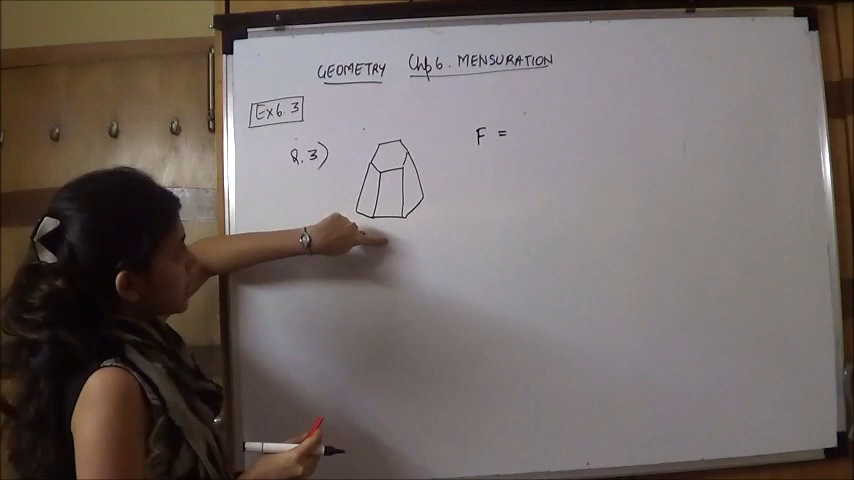 GEOMETRY Chp 6. MENSURATION
Ex 6.3
Q.3)
F =